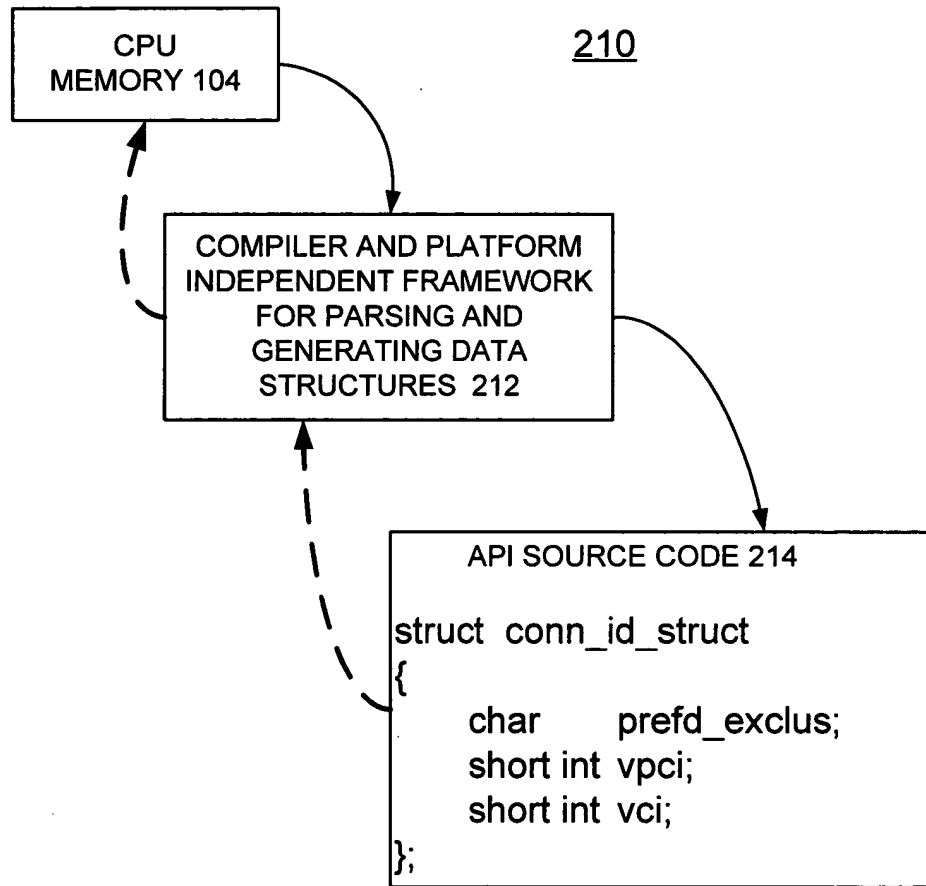 CPU
MEMORY 104
210
COMPILER AND PLATFORM
INDEPENDENT FRAMEWORK
FOR PARSING AND
GENERATING DATA
STRUCTURES 212
API SOURCE CODE 214
struct conn_id_struct
{
char prefd_exclus;
short int vpci;
short int vci;
};